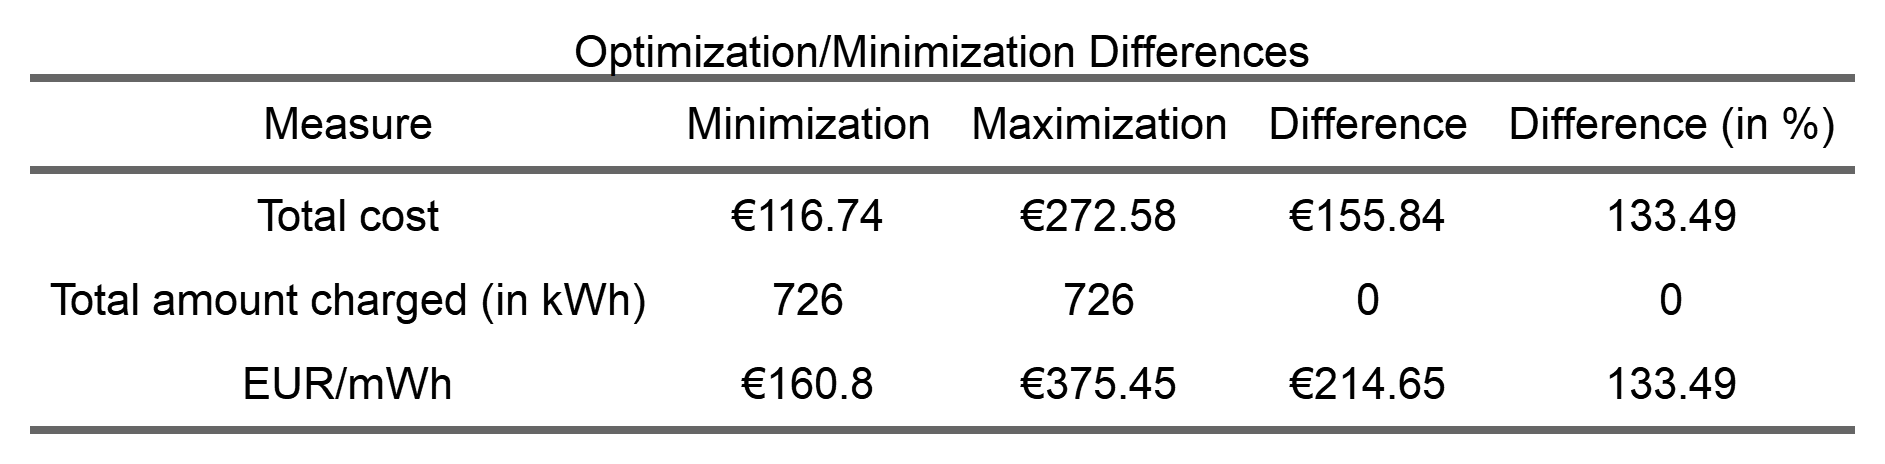 Optimization/Minimization Differences
Measure Minimization Maximization Difference Difference (in %)
Total cost €116.74 €272.58 €155.84 133.49
Total amount charged (in kWh) 726 726 0 0
EUR/mWh €160.8 €375.45 €214.65 133.49